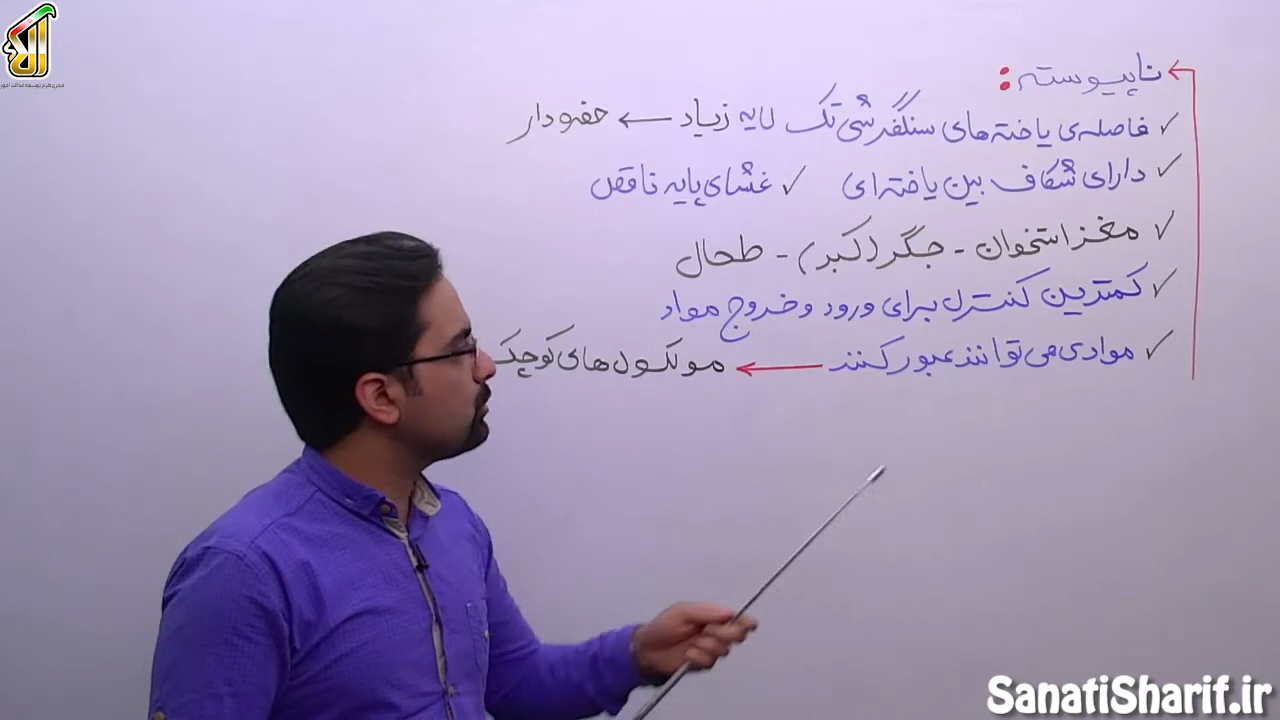 ناپیوسته:
✓ فاصله‌ی یاخته‌های سنگفرشی تک لایه زیاد ← حفره‌دار
✓ دارای شکاف بین یاخته‌ای ✓ غشای پایه ناقص
✓ مغز استخوان - جگر (کبد) - طحال
✓ کمترین کنترل برای ورود و خروج مواد
✓ موادی می‌توانند عبور کنند ← مولکول‌های کوچک
SanatiSharif.ir